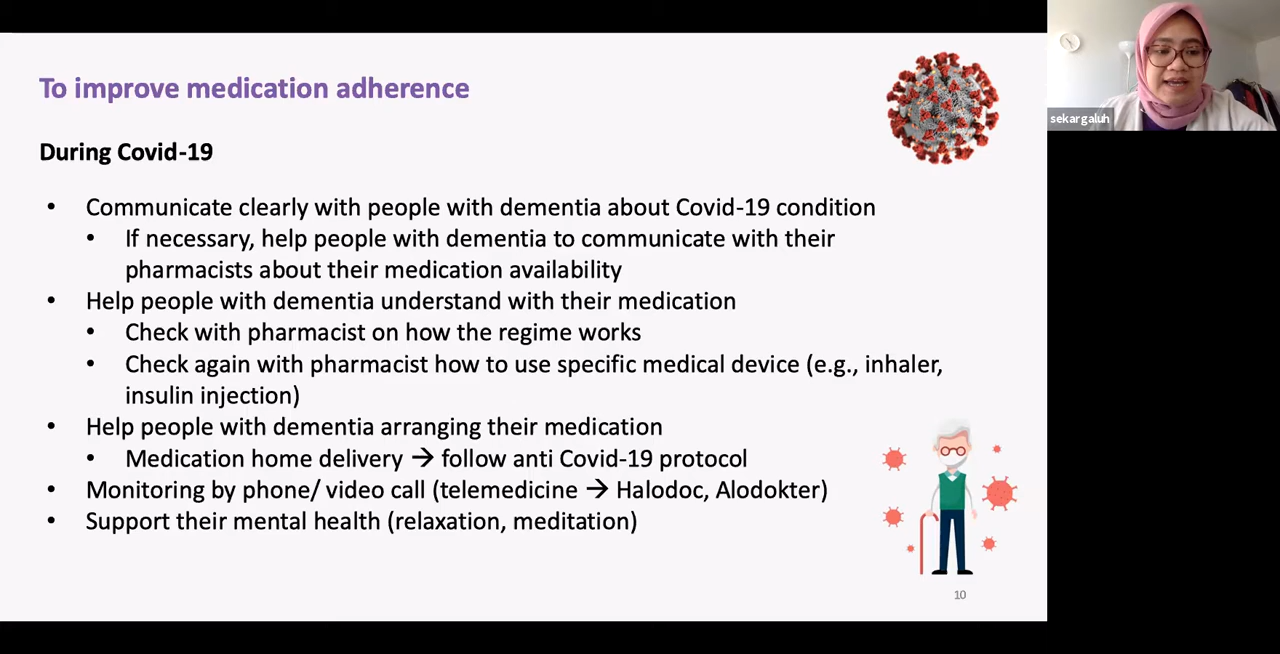 To improve medication adherence
sekargaluh
During Covid-19
• Communicate clearly with people with dementia about Covid-19 condition
• If necessary, help people with dementia to communicate with their
pharmacists about their medication availability
• Help people with dementia understand with their medication
• Check with pharmacist on how the regime works
• Check again with pharmacist how to use specific medical device (e.g., inhaler,
insulin injection)
• Help people with dementia arranging their medication
• Medication home delivery → follow anti Covid-19 protocol
• Monitoring by phone/ video call (telemedicine → Halodoc, Alodokter)
• Support their mental health (relaxation, meditation)
10